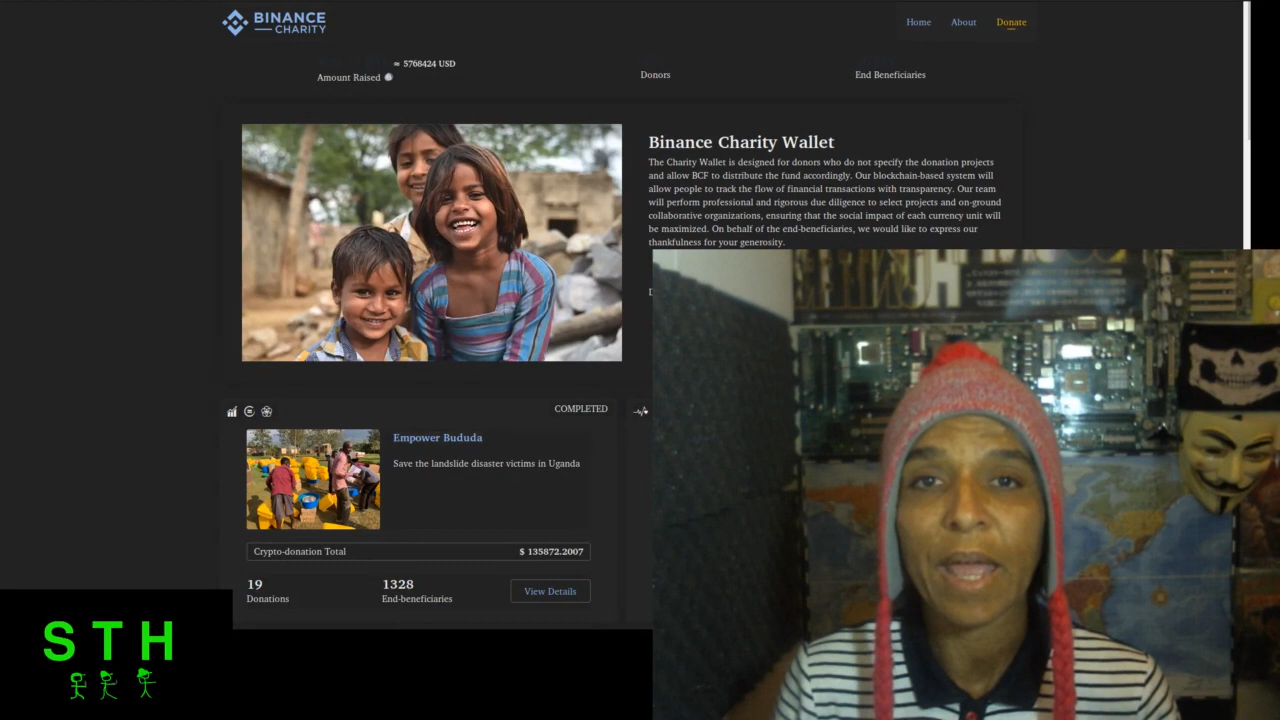 BINANCE
CHARITY
Home
About
Donate
≈ 5768424 USD
Amount Raised
Donors
End Beneficiaries
Binance Charity Wallet
The Charity Wallet is designed for donors who do not specify the donation projects
and allow BCF to distribute the fund accordingly. Our blockchain-based system will
allow people to track the flow of financial transactions with transparency. Our team
will perform professional and rigorous due diligence to select projects and on-ground
collaborative organizations, ensuring that the social impact of each currency unit will
be maximized. On behalf of the end-beneficiaries, we would like to express our
thankfulness for your generosity.
COMPLETED
Empower Bududa
Save the landslide disaster victims in Uganda
Crypto-donation Total
$ 135872.2007
19
Donations
1328
End-beneficiaries
View Details
STH